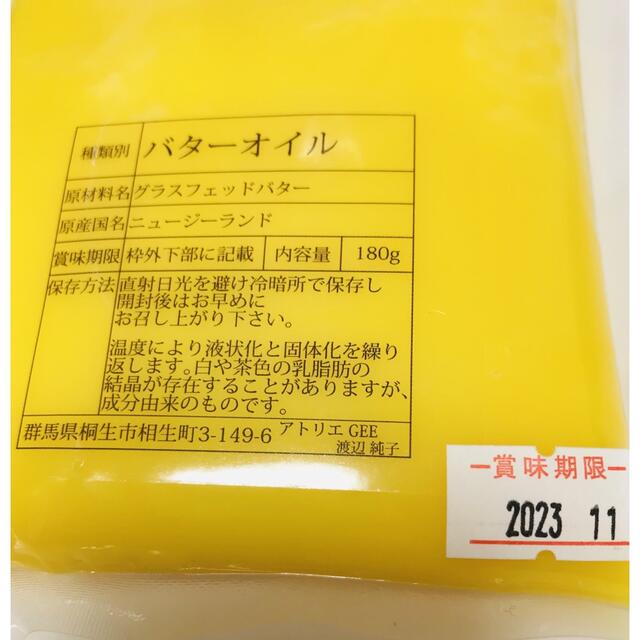 種類別 バターオイル
原材料名 グラスフェッドバター
原産国名 ニュージーランド
賞味期限 枠外下部に記載 内容量 180g
保存方法 直射日光を避け冷暗所で保存し
開封後はお早めに
お召し上がり下さい。
温度により液状化と固体化を繰り
返します。白や茶色の乳脂肪の
結晶が存在することがありますが、
成分由来のものです。
群馬県桐生市相生町3-149-6 アトリエ GEE
渡辺 純子
賞味期限
2023 11